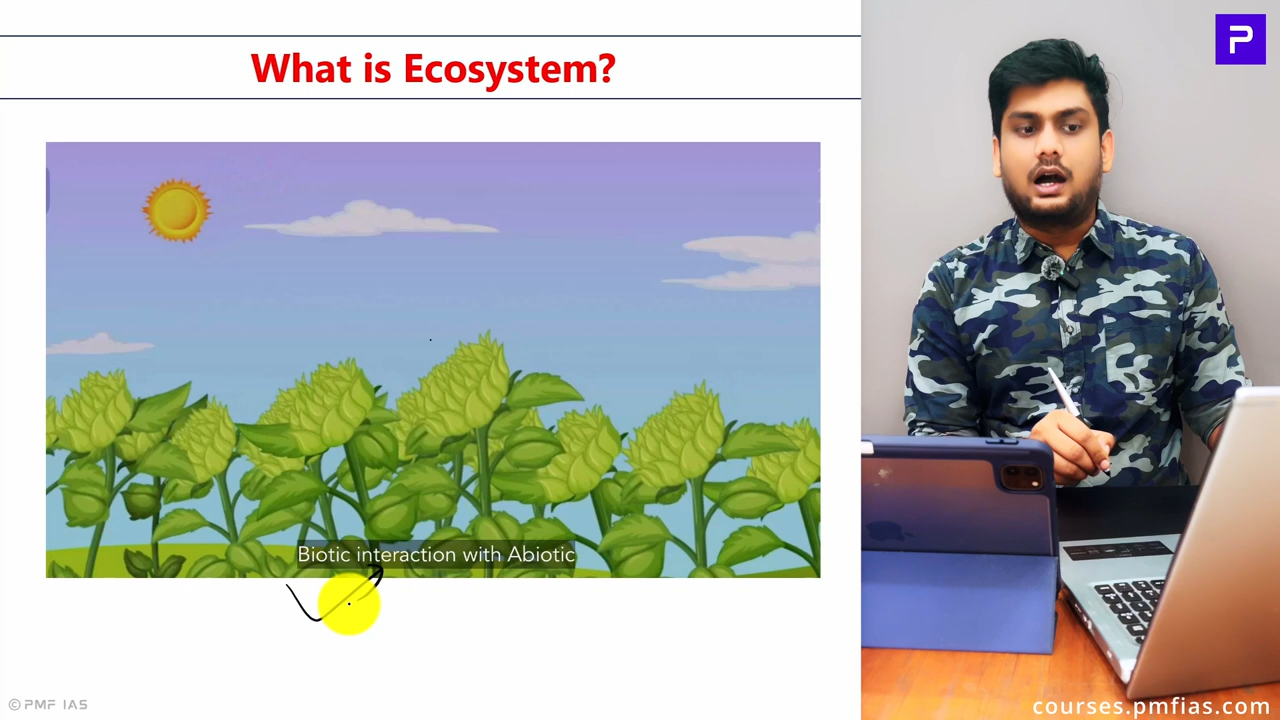 What is Ecosystem?
Biotic interaction with Abiotic
© PMF IAS
courses.pmfias.com